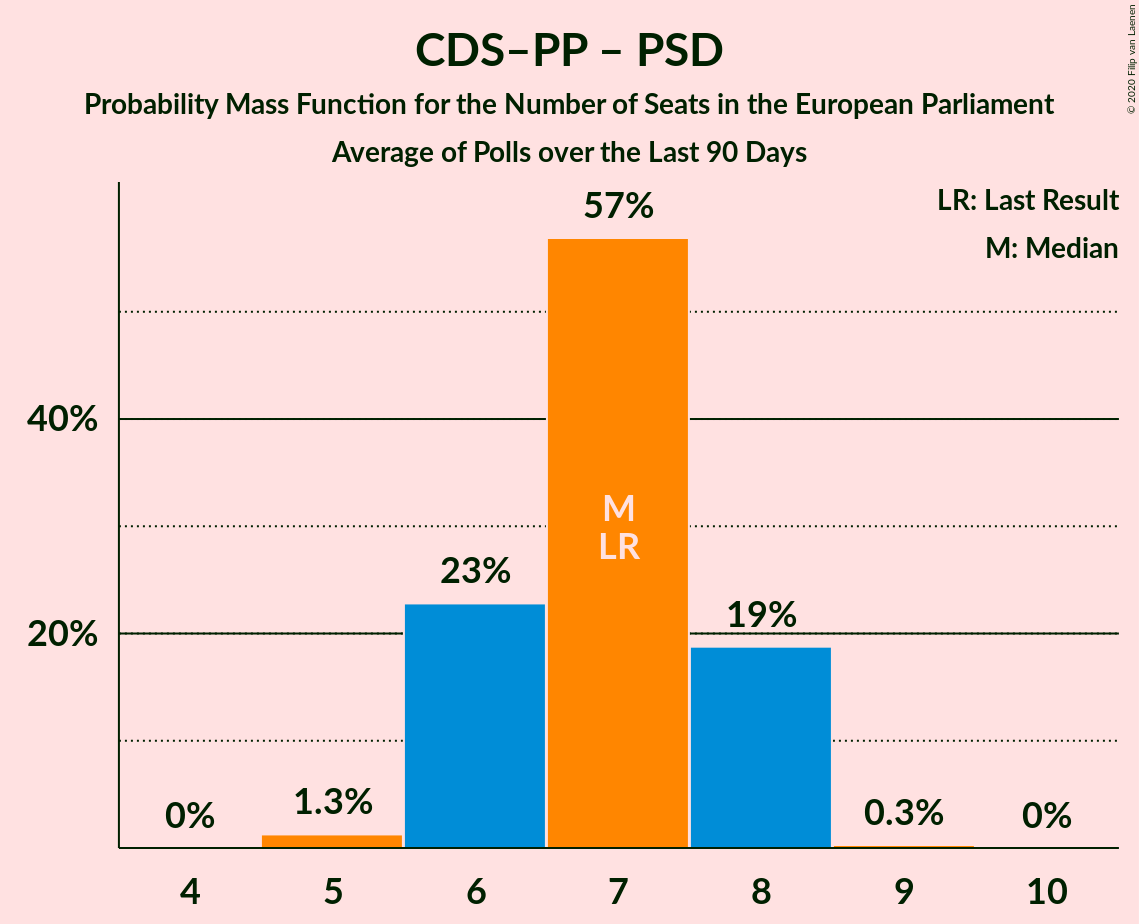 CDS–PP – PSD
Probability Mass Function for the Number of Seats in the European Parliament
Average of Polls over the Last 90 Days
© 2020 Filip van Laenen
LR: Last Result
M: Median
57%
40%
M
LR
23%
19%
20%
1.3%
0%
0.3%
0%
4 5 6 7 8 9 10